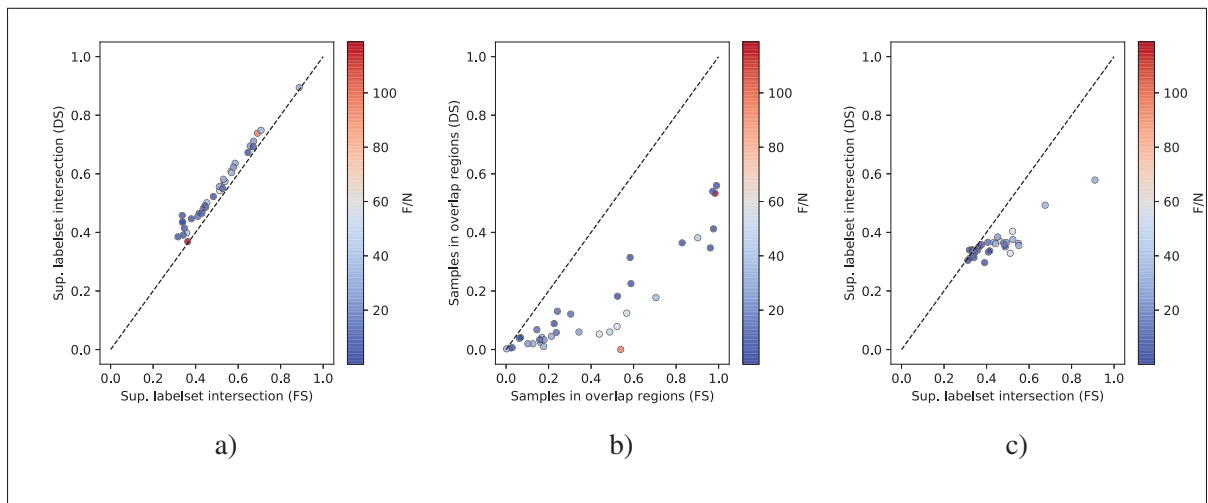 1.0
0.8
0.6
0.4
0.2
0.0
Sup. labelset intersection (DS)
0.0 0.2 0.4 0.6 0.8 1.0
Sup. labelset intersection (FS)
100
80
60
40
20
F/N
a)
1.0
0.8
0.6
0.4
0.2
0.0
Samples in overlap regions (DS)
0.0 0.2 0.4 0.6 0.8 1.0
Samples in overlap regions (FS)
100
80
60
40
20
F/N
b)
1.0
0.8
0.6
0.4
0.2
0.0
Sup. labelset intersection (DS)
0.0 0.2 0.4 0.6 0.8 1.0
Sup. labelset intersection (FS)
100
80
60
40
20
F/N
c)